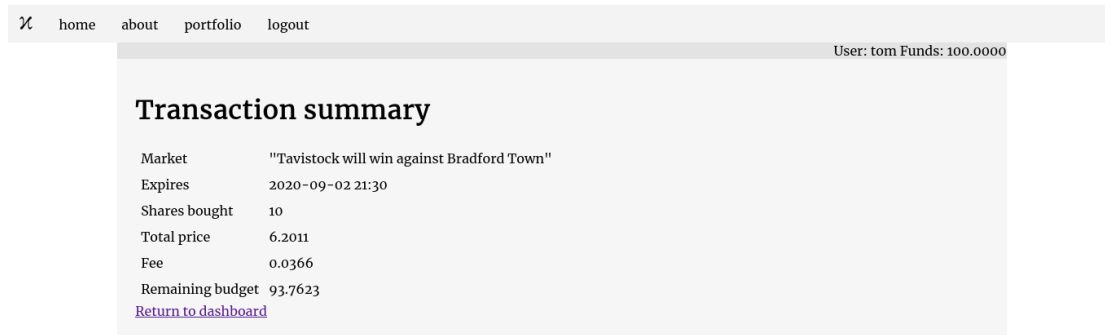 home about portfolio logout
User: tom Funds: 100.0000
Transaction summary
Market "Tavistock will win against Bradford Town"
Expires 2020-09-02 21:30
Shares bought 10
Total price 6.2011
Fee 0.0366
Remaining budget 93.7623
Return to dashboard